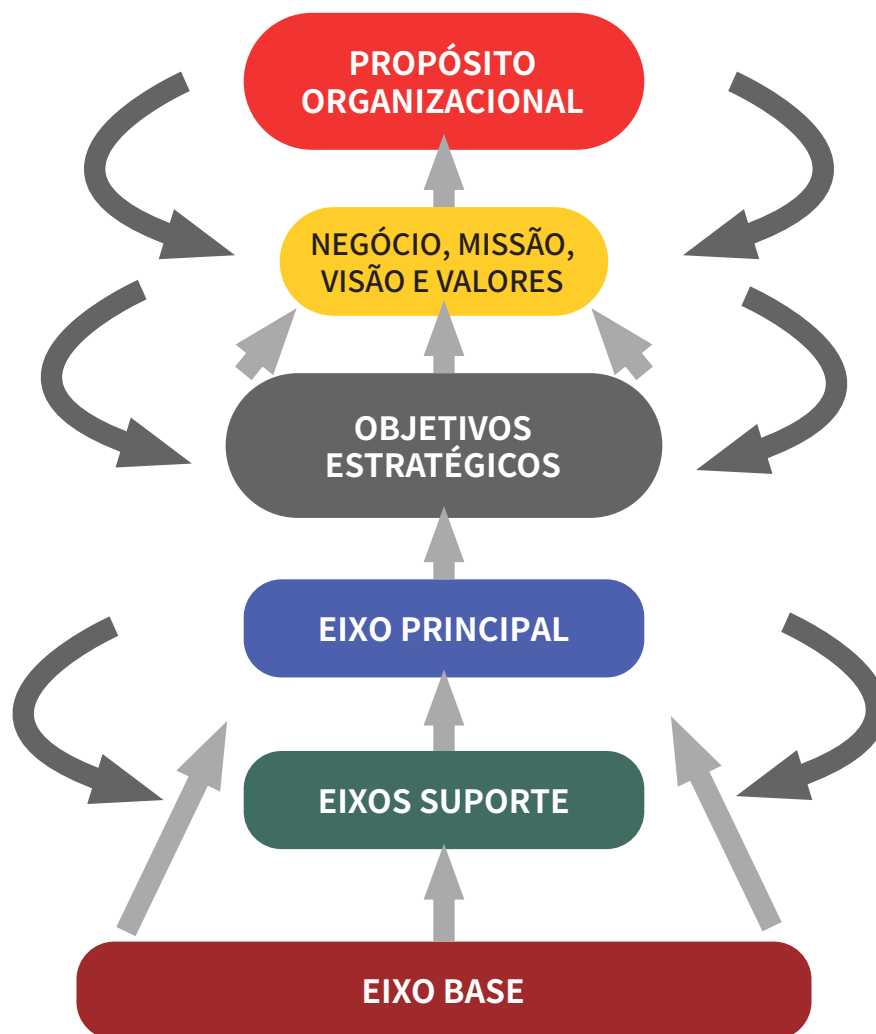 PROPÓSITO
ORGANIZACIONAL
NEGÓCIO, MISSÃO,
VISÃO E VALORES
OBJETIVOS
ESTRATÉGICOS
EIXO PRINCIPAL
EIXOS SUPORTE
EIXO BASE